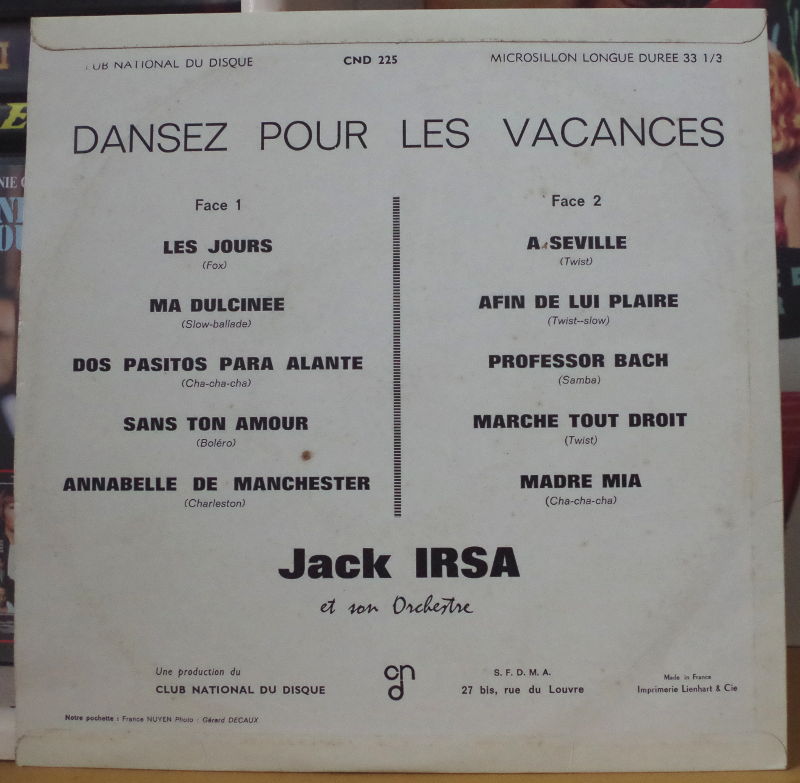 CLUB NATIONAL DU DISQUE
CND 225
MICROSILLON LONGUE DUREE 33 1/3
DANSEZ POUR LES VACANCES
Face 1
LES JOURS
(Fox)
MA DULCINEE
(Slow-ballade)
DOS PASITOS PARA ALANTE
(Cha-cha-cha)
SANS TON AMOUR
(Boléro)
ANNABELLE DE MANCHESTER
(Charleston)
Face 2
A SEVILLE
(Twist)
AFIN DE LUI PLAIRE
(Twist--slow)
PROFESSOR BACH
(Samba)
MARCHE TOUT DROIT
(Twist)
MADRE MIA
(Cha-cha-cha)
Jack IRSA
et son Orchestre
Une production du
CLUB NATIONAL DU DISQUE
cnd
S. F. D. M. A.
27 bis, rue du Louvre
Made in France
Imprimerie Lienhart & Cie
Notre pochette : France NUYEN Photo : Gérard DECAUX